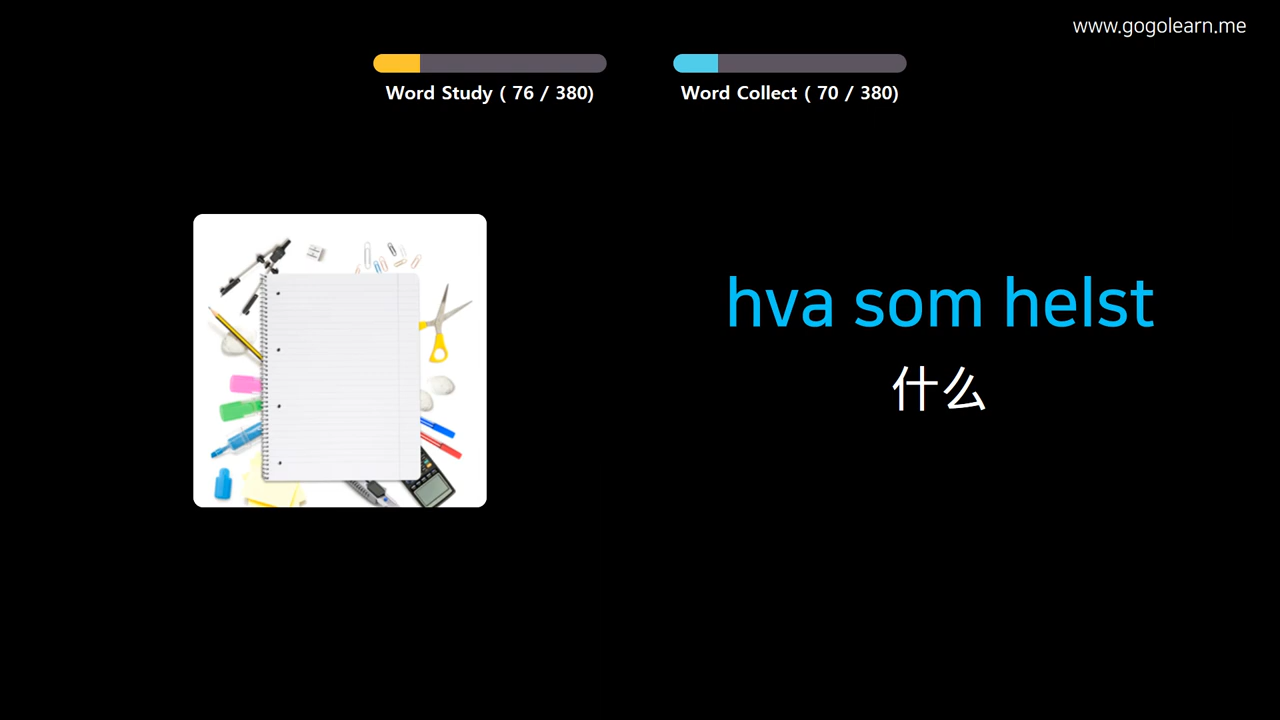 www.gogolearn.me
Word Study ( 76 / 380)
Word Collect ( 70 / 380)
hva som helst
什么